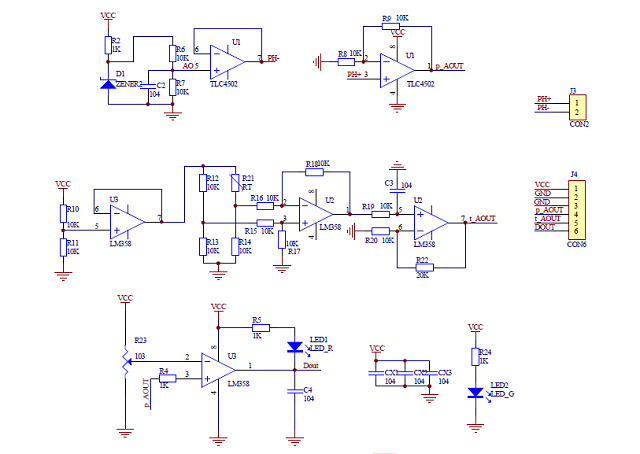 VCC
R2
1K
R6
10K
6
5
7
U1
TLC4502
PH-
AO
D1
ZENER2
C2
104
R7
10K
R9 10K
VCC
R8 10K
2
PH+ 3
8
4
1
U1
TLC4502
p_AOUT
J3
PH+
PH-
1
2
CON2
VCC
R10
10K
R11
10K
6
5
7
U3
LM358
R12
10K
R21
RT
R13
10K
R14
10K
R16 10K
R15 10K
R17
10K
R18 10K
2
3
8
4
1
U2
LM358
C3
104
R19 10K
R20 10K
5
6
7
U2
LM358
t_AOUT
R22
20K
J4
VCC
GND
GND
p_AOUT
t_AOUT
DOUT
1
2
3
4
5
6
CON6
VCC
R23
103
R4
1K
p_AOUT
2
3
VCC
8
4
1
U3
LM358
R5
1K
LED1
LED_R
Dout
C4
104
VCC
CX1
104
CX2
104
CX3
104
VCC
R24
1K
LED2
LED_G